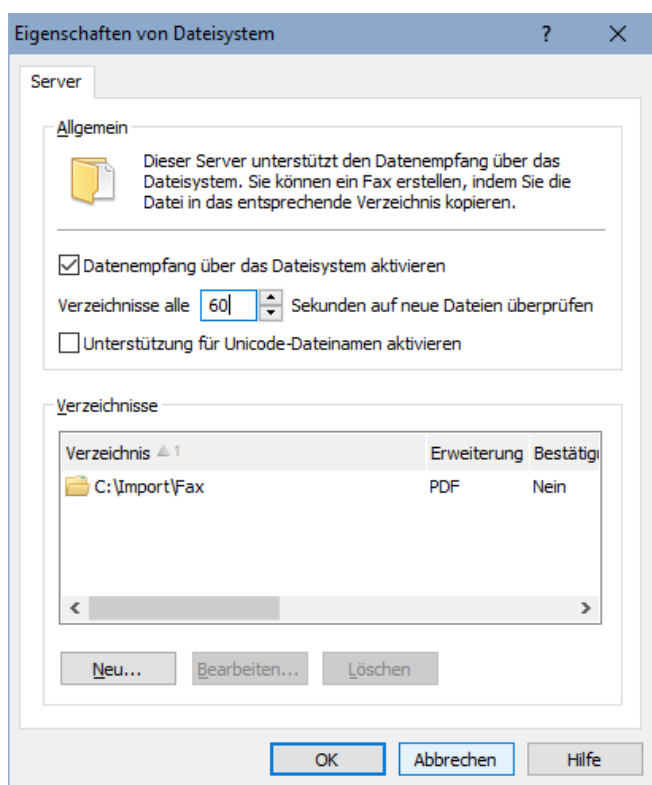 Eigenschaften von Dateisystem ?
Server
Allgemein
Dieser Server unterstützt den Datenempfang über das
Dateisystem. Sie können ein Fax erstellen, indem Sie die
Datei in das entsprechende Verzeichnis kopieren.
Datenempfang über das Dateisystem aktivieren
Verzeichnisse alle 60 Sekunden auf neue Dateien überprüfen
Unterstützung für Unicode-Dateinamen aktivieren
Verzeichnisse
Verzeichnis 1 Erweiterung Bestätigu
C:\Import\Fax PDF Nein
Neu... Bearbeiten... Löschen
OK Abbrechen Hilfe